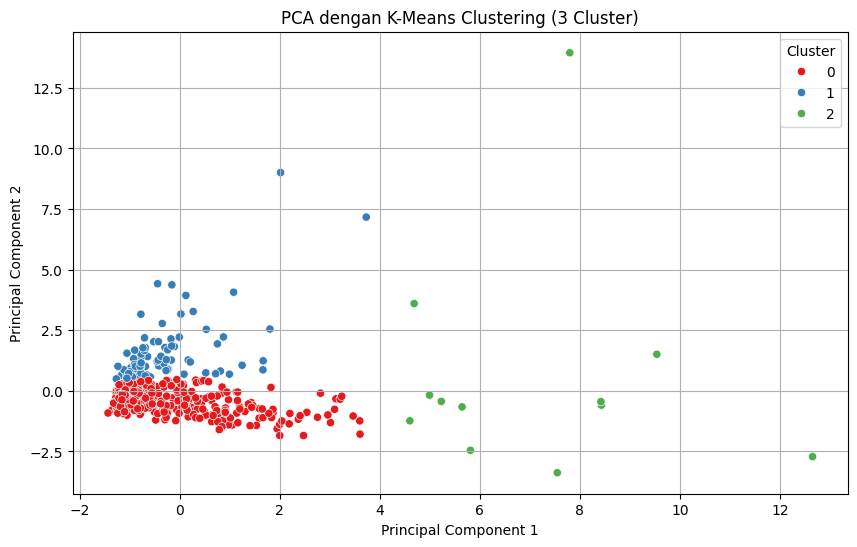 PCA dengan K-Means Clustering (3 Cluster)
Cluster
0
1
2
12.5
10.0
7.5
5.0
2.5
0.0
−2.5
Principal Component 2
−2 0 2 4 6 8 10 12
Principal Component 1